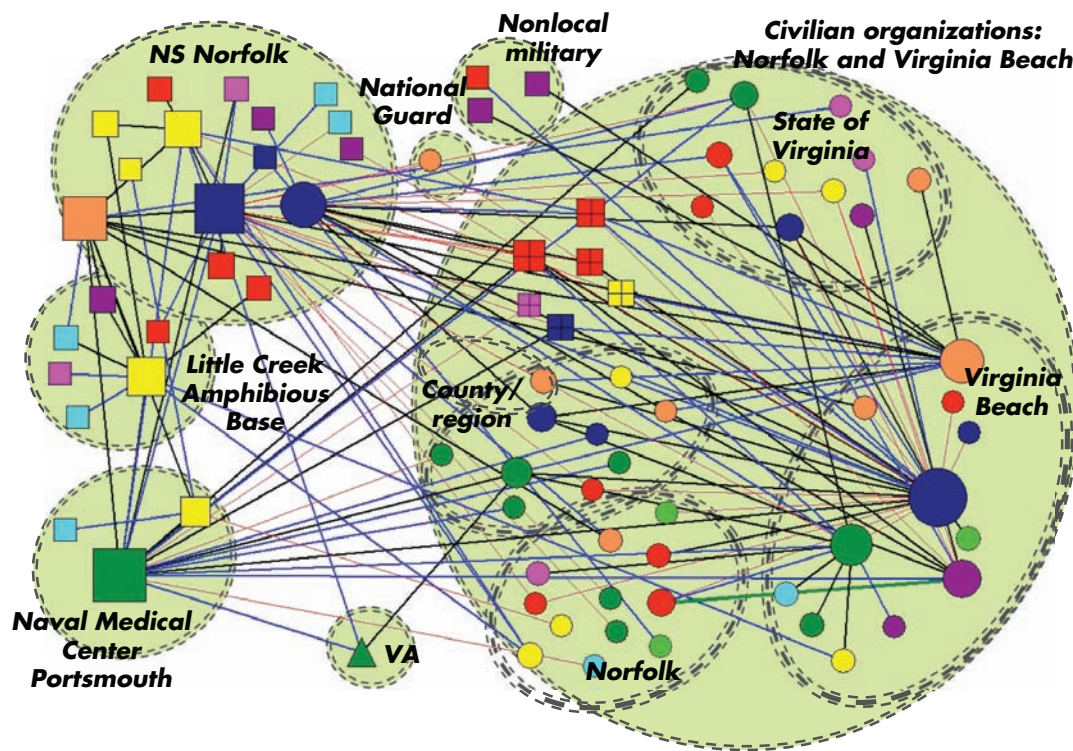 NS Norfolk
Nonlocal
military
National
Guard
Civilian organizations:
Norfolk and Virginia Beach
State of
Virginia
Little Creek
Amphibious
Base
County/
region
Virginia
Beach
Naval Medical
Center
Portsmouth
VA
Norfolk